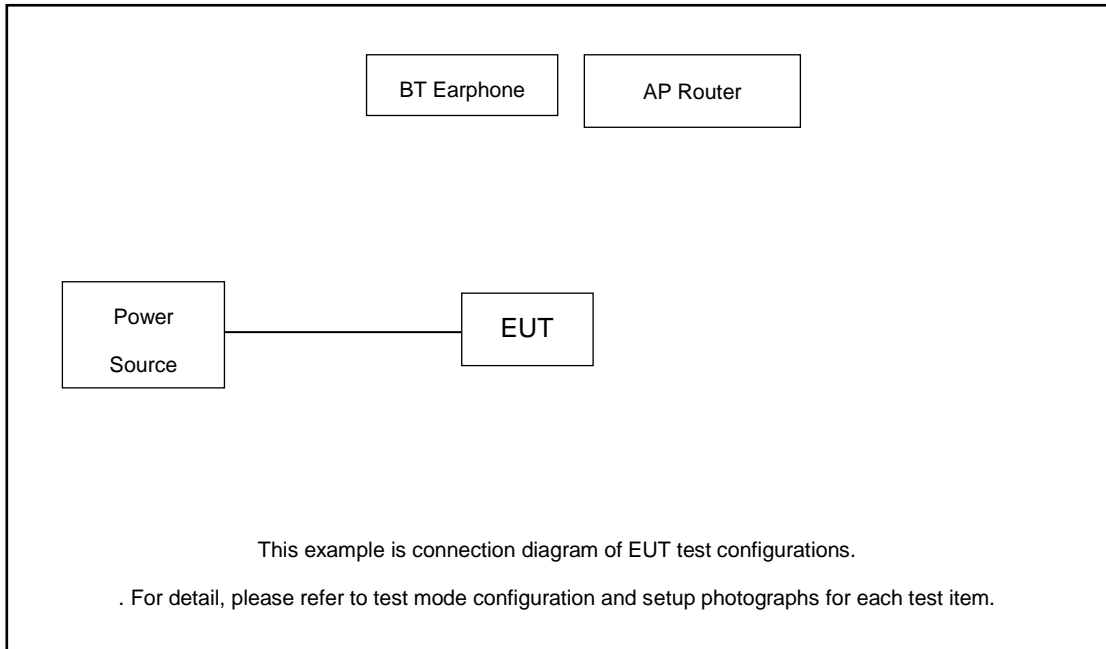 BT Earphone
AP Router
Power
Source
EUT
This example is connection diagram of EUT test configurations.
. For detail, please refer to test mode configuration and setup photographs for each test item.